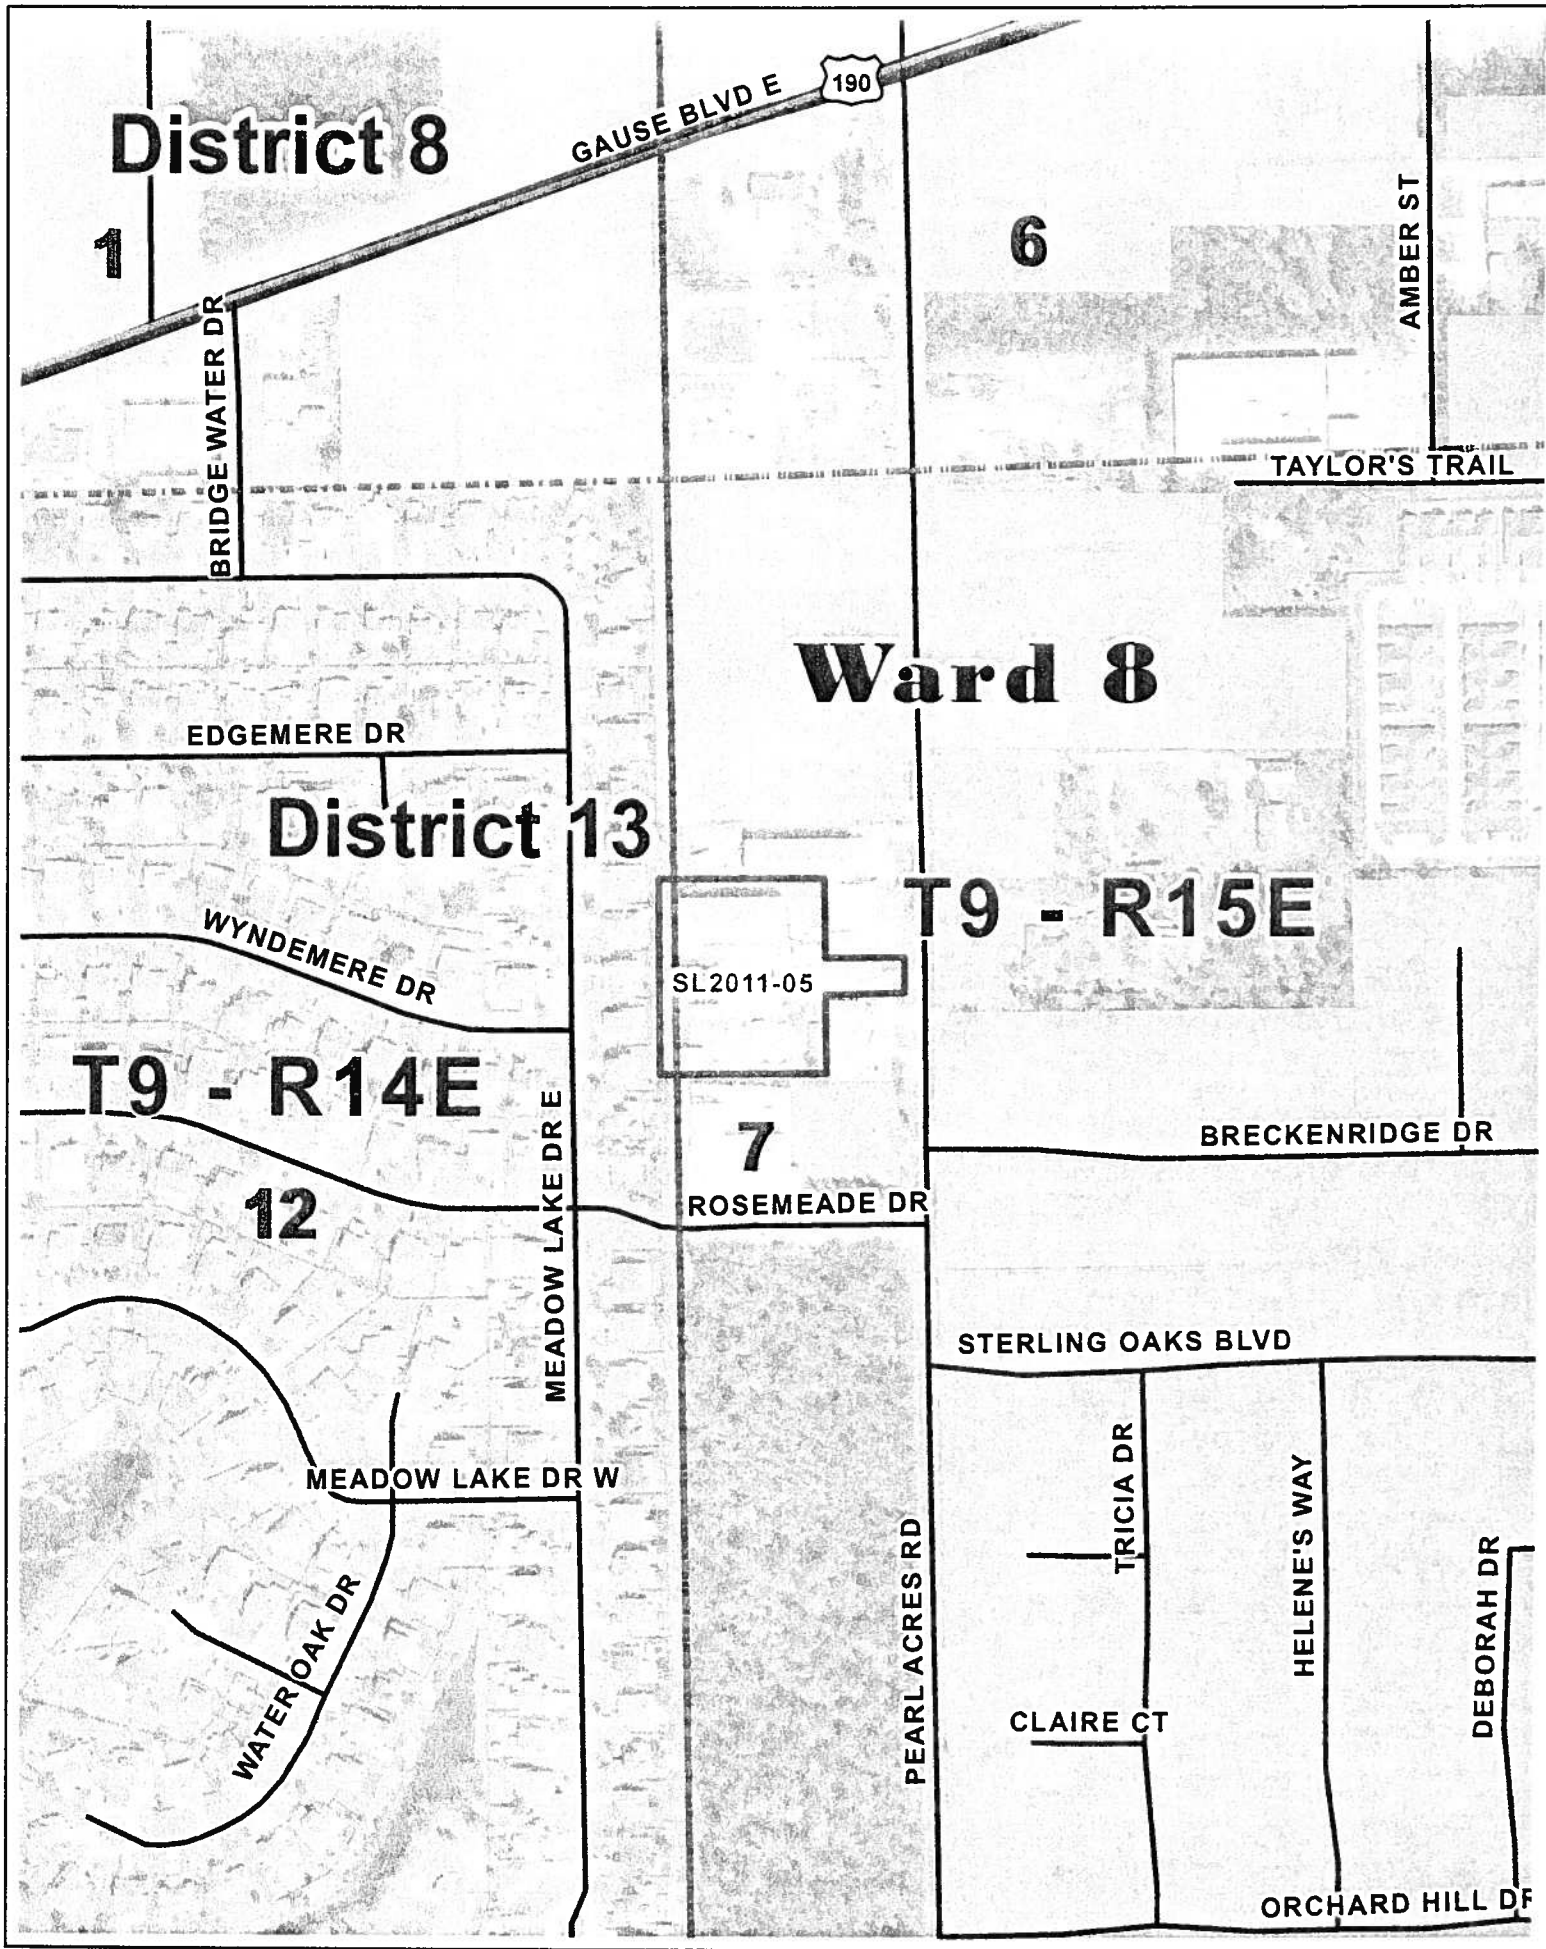 190
GAUSE BLVD E
District 8
1
6
AMBER ST
BRIDGE WATER DR
TAYLOR'S TRAIL
Ward 8
EDGEMERE DR
District 13
T9 - R15E
WYNDEMERE DR
SL2011-05
T9 - R14E
MEADOW LAKE DR E
7
BRECKENRIDGE DR
12
ROSEMEADE DR
STERLING OAKS BLVD
MEADOW LAKE DR W
TRICIA DR
HELENE'S WAY
PEARL ACRES RD
DEBORAH DR
WATER OAK DR
CLAIRE CT
ORCHARD HILL DR